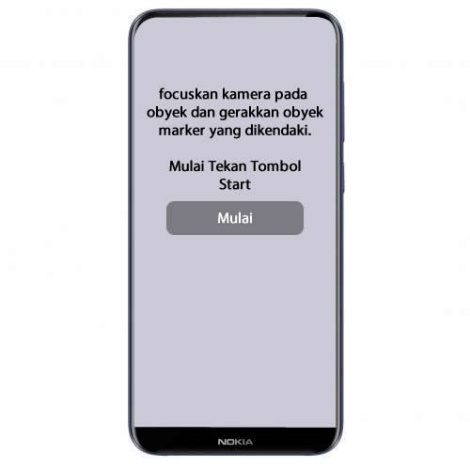 focuskan kamera pada
obyek dan gerakkan obyek
marker yang dikendaki.
Mulai Tekan Tombol
Start
Mulai
NOKIA